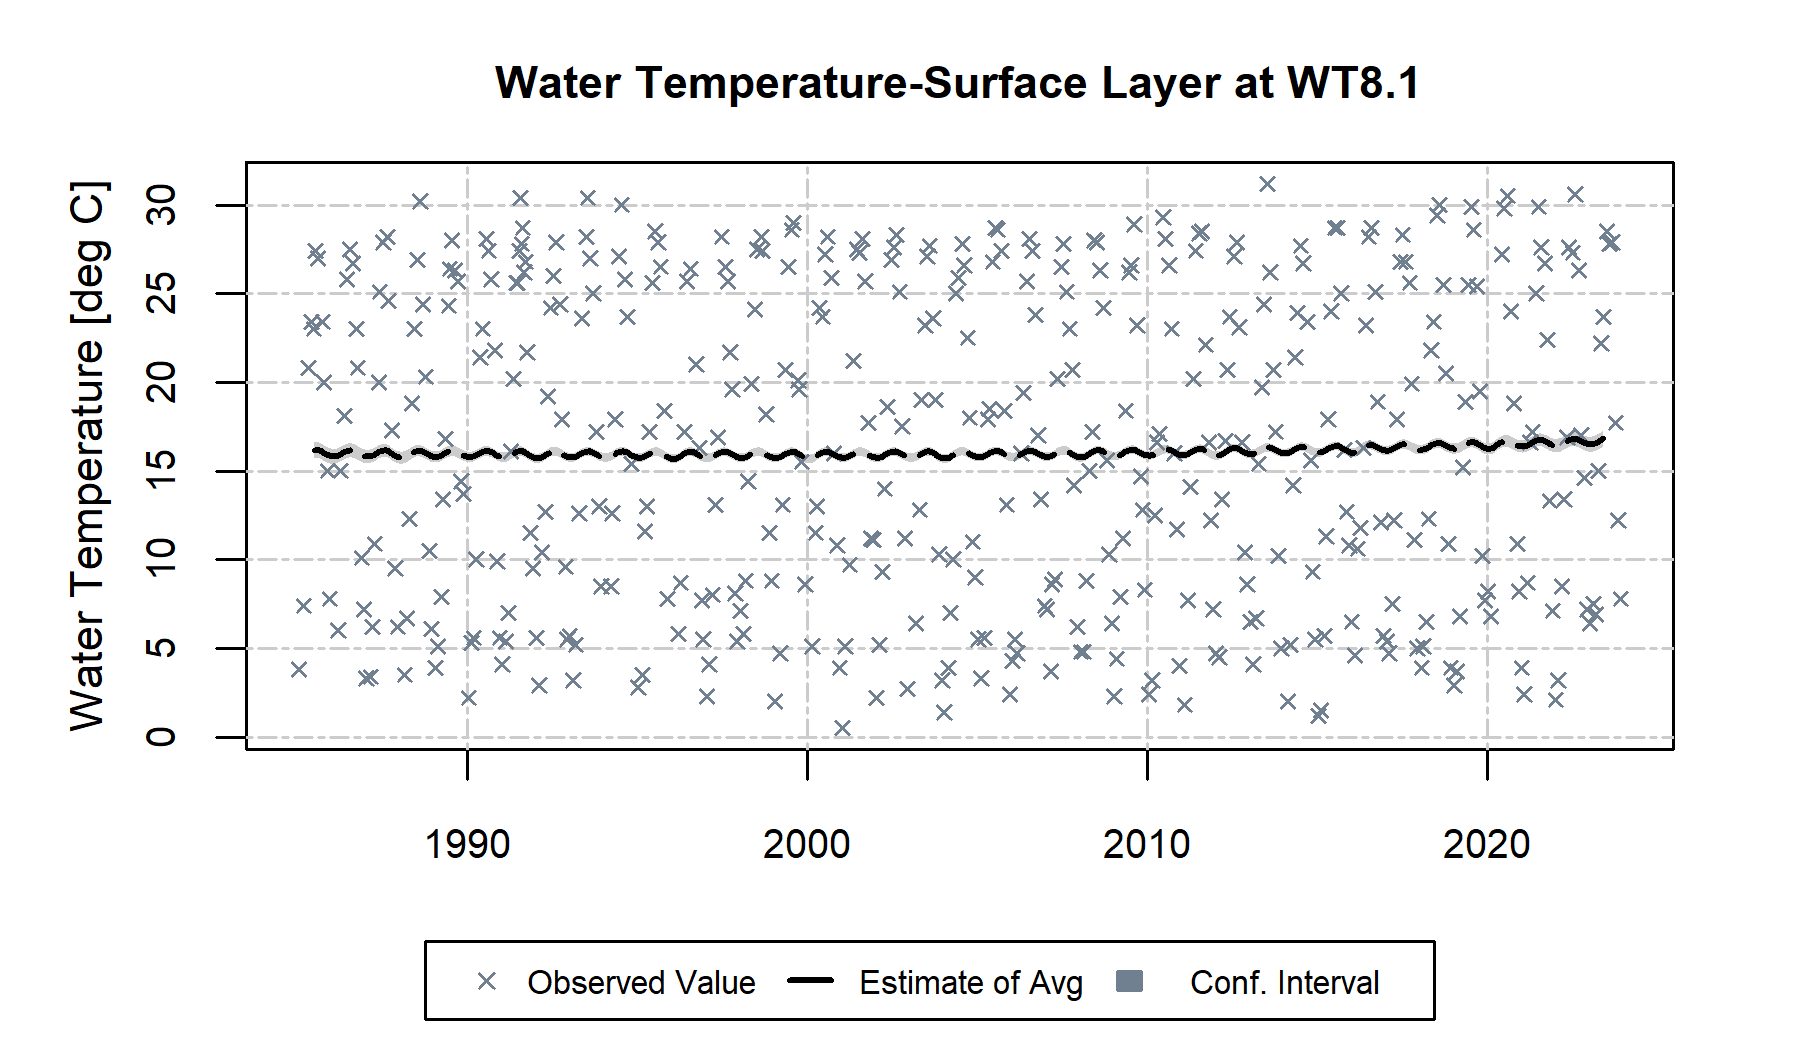 Water Temperature-Surface Layer at WT8.1
Water Temperature [deg C]
30
25
20
15
10
5
0
1990 2000 2010 2020
Observed Value Estimate of Avg Conf. Interval